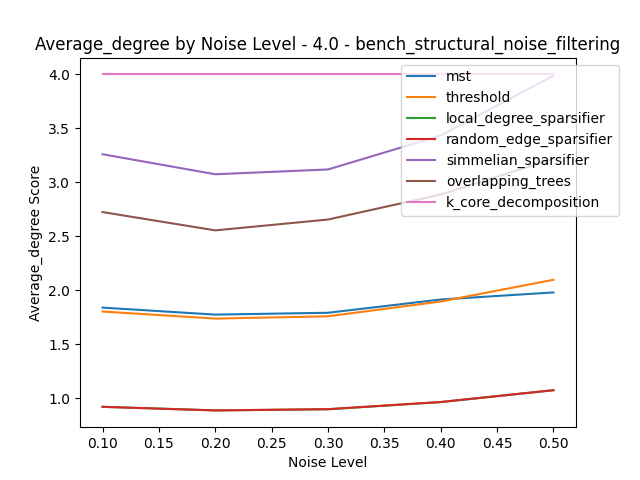 Average_degree by Noise Level - 4.0 - bench_structural_noise_filtering
mst
threshold
local_degree_sparsifier
random_edge_sparsifier
simmelian_sparsifier
overlapping_trees
k_core_decomposition
Average_degree Score
4.0
3.5
3.0
2.5
2.0
1.5
1.0
0.10 0.15 0.20 0.25 0.30 0.35 0.40 0.45 0.50
Noise Level